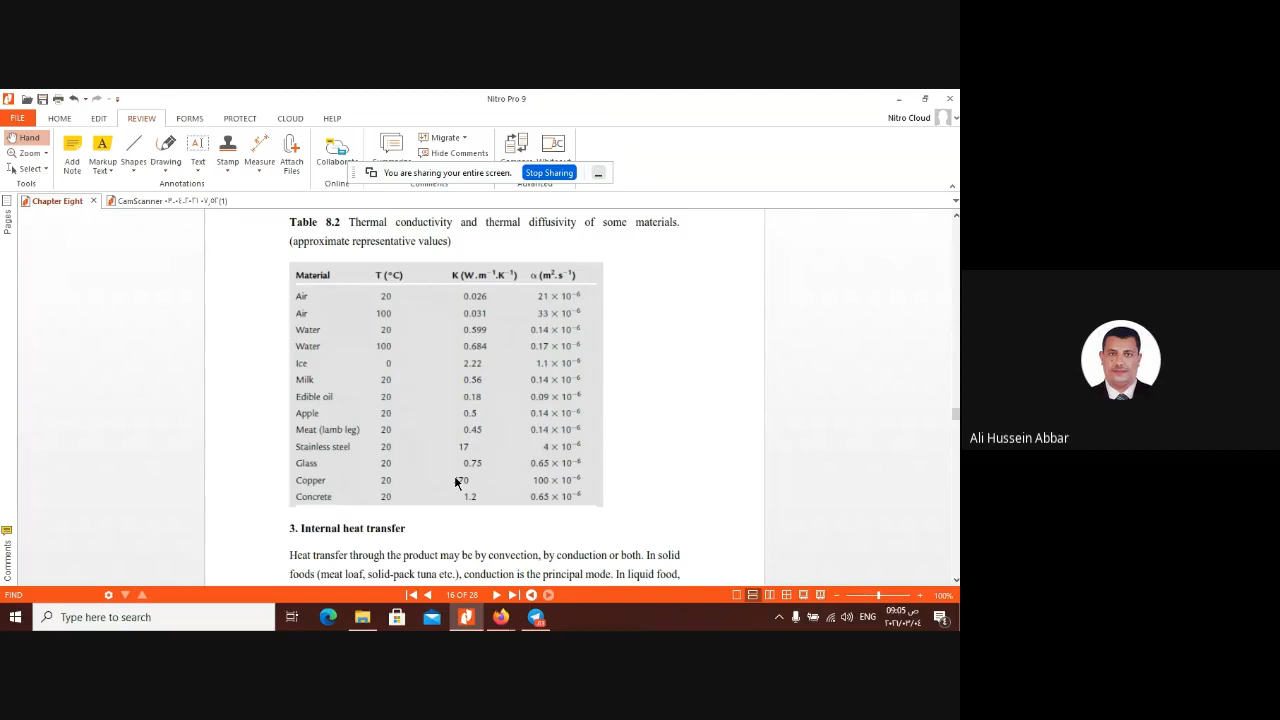 Nitro Pro 9
FILE HOME EDIT REVIEW FORMS PROTECT CLOUD HELP
Nitro Cloud
Hand
Zoom
Select
Tools
Add Note
Markup Text
Shapes
Drawing
Text
Stamp
Measure
Attach Files
Annotations
Collaborate
Online
Migrate
Hide Comments
You are sharing your entire screen. Stop Sharing
Chapter Eight
Pages
Table 8.2 Thermal conductivity and thermal diffusivity of some materials.
(approximate representative values)
Material T (°C) K (W.m⁻¹.K⁻¹) α (m².s⁻¹)
Air 20 0.026 21 × 10⁻⁶
Air 100 0.031 33 × 10⁻⁶
Water 20 0.599 0.14 × 10⁻⁶
Water 100 0.684 0.17 × 10⁻⁶
Ice 0 2.22 1.1 × 10⁻⁶
Milk 20 0.56 0.14 × 10⁻⁶
Edible oil 20 0.18 0.09 × 10⁻⁶
Apple 20 0.5 0.14 × 10⁻⁶
Meat (lamb leg) 20 0.45 0.14 × 10⁻⁶
Stainless steel 20 17 4 × 10⁻⁶
Glass 20 0.75 0.65 × 10⁻⁶
Copper 20 100 × 10⁻⁶
Concrete 20 1.2 0.65 × 10⁻⁶
3. Internal heat transfer
Heat transfer through the product may be by convection, by conduction or both. In solid
foods (meat loaf, solid-pack tuna etc.), conduction is the principal mode. In liquid food,
Comments
FIND
16 OF 28
100%
Type here to search
ENG
09:05 ص
Ali Hussein Abbar